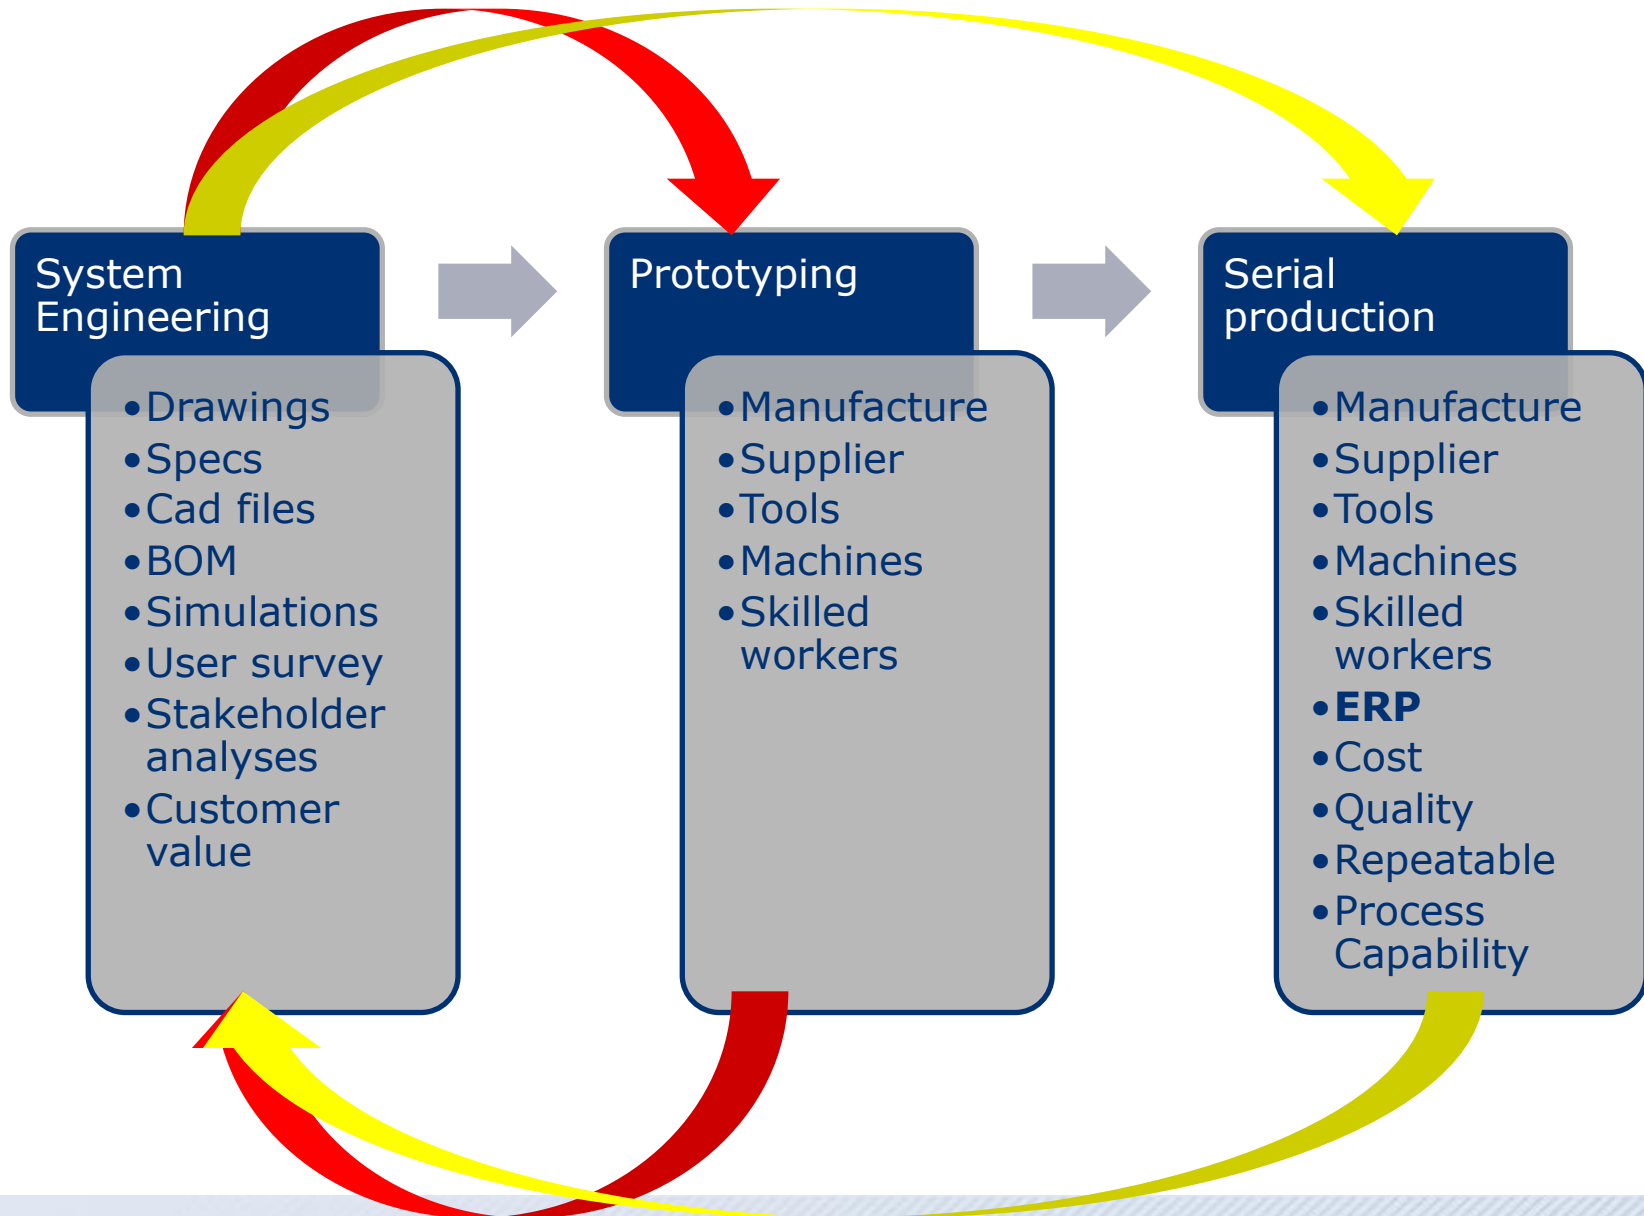 System
Engineering
•Drawings
•Specs
•Cad files
•BOM
•Simulations
•User survey
•Stakeholder
analyses
•Customer
value
Prototyping
•Manufacture
•Supplier
•Tools
•Machines
•Skilled
workers
Serial
production
•Manufacture
•Supplier
•Tools
•Machines
•Skilled
workers
•ERP
•Cost
•Quality
•Repeatable
•Process
Capability